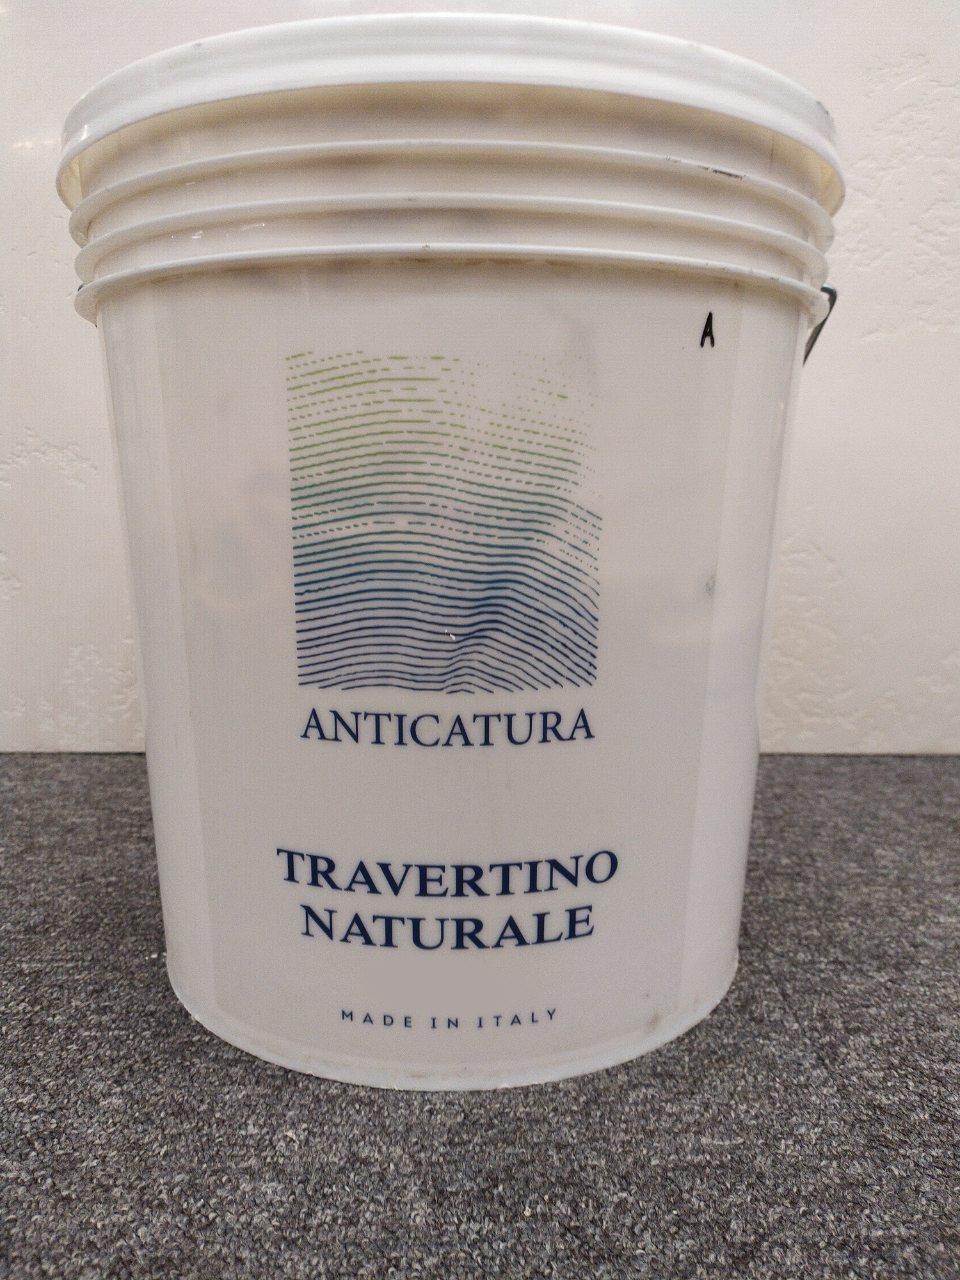 A
ANTICATURA
TRAVERTINO
NATURALE
MADE IN ITALY